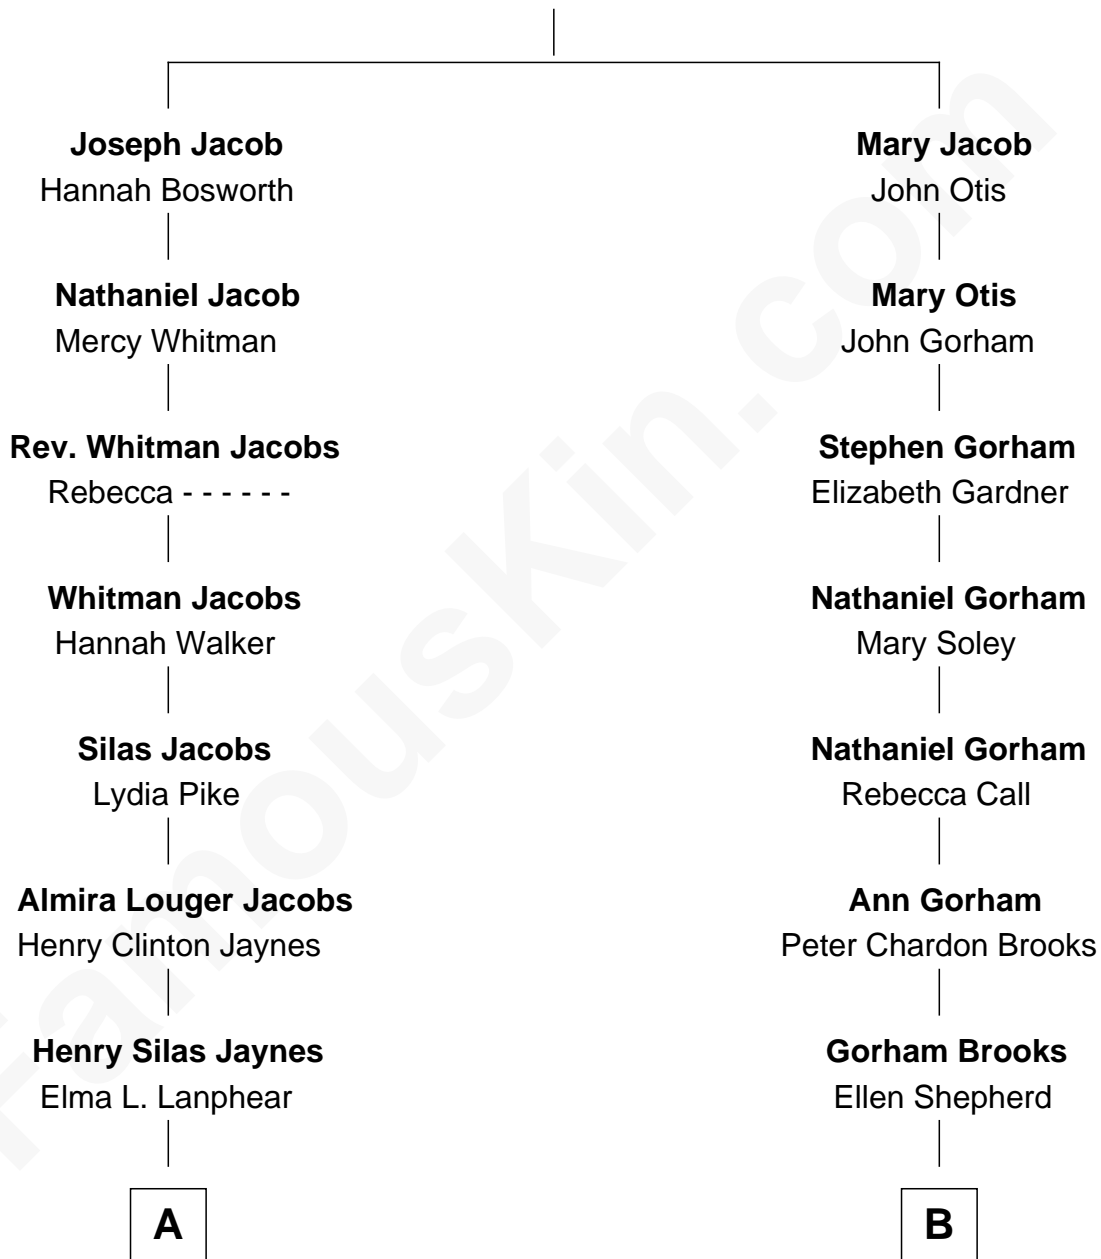 Joseph Jacob
Hannah Bosworth
Nathaniel Jacob
Mercy Whitman
Rev. Whitman Jacobs
Rebecca - - - - - -
Whitman Jacobs
Hannah Walker
Silas Jacobs
Lydia Pike
Almira Louger Jacobs
Henry Clinton Jaynes
Henry Silas Jaynes
Elma L. Lanphear
A
Mary Jacob
John Otis
Mary Otis
John Gorham
Stephen Gorham
Elizabeth Gardner
Nathaniel Gorham
Mary Soley
Nathaniel Gorham
Rebecca Call
Ann Gorham
Peter Chardon Brooks
Gorham Brooks
Ellen Shepherd
B
FamousKin.com